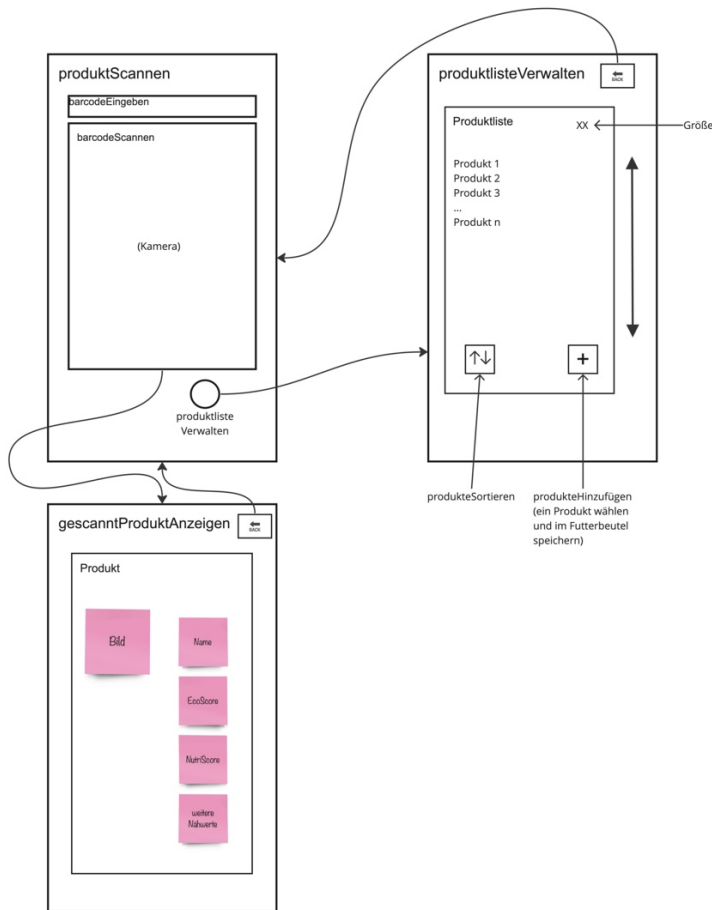 produktScannen
barcodeEingeben
barcodeScannen
(Kamera)
produktliste
Verwalten
produktlisteVerwalten
BACK
Produktliste
XX
Größe
Produkt 1
Produkt 2
Produkt 3
...
Produkt n
produkteSortieren
produkteHinzufügen
(ein Produkt wählen
und im Futterbeutel
speichern)
gescanntProduktAnzeigen
BACK
Produkt
Bild
Name
EcoScore
NutriScore
weitere
Nähwerte